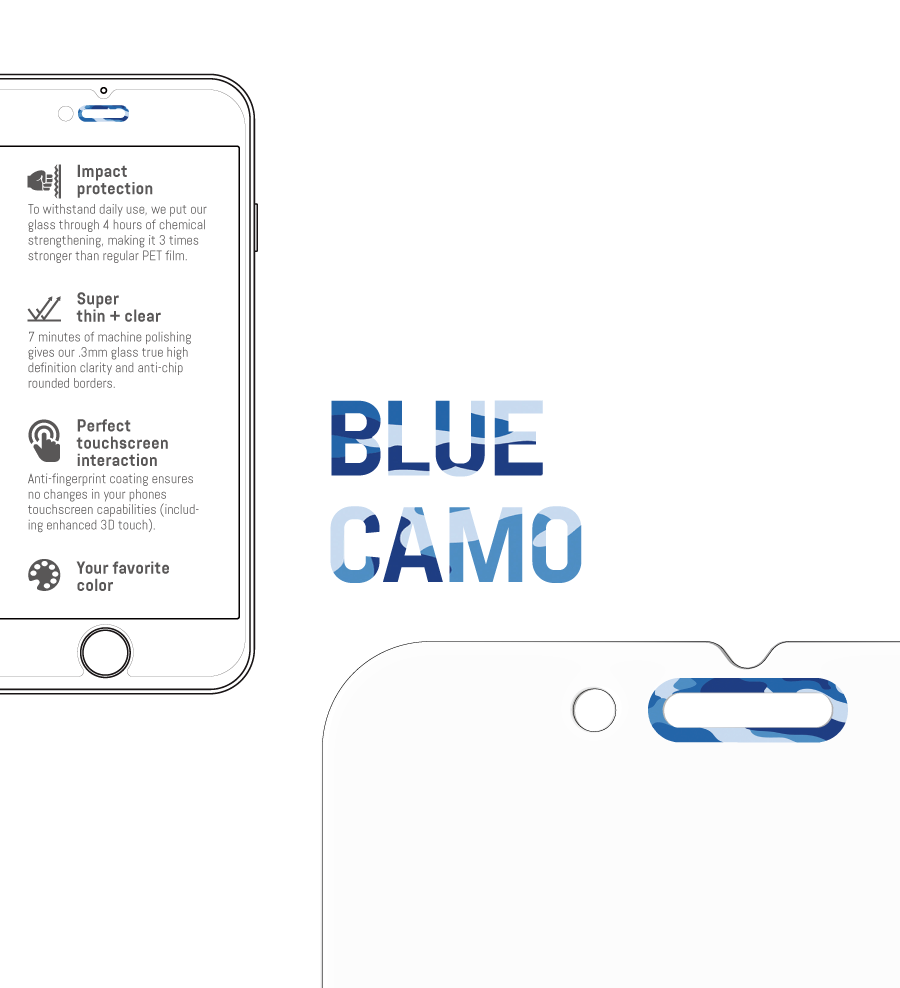 Impact
protection
To withstand daily use, we put our
glass through 4 hours of chemical
strengthening, making it 3 times
stronger than regular PET film.
Super
thin + clear
7 minutes of machine polishing
gives our .3mm glass true high
definition clarity and anti-chip
rounded borders.
Perfect
touchscreen
interaction
Anti-fingerprint coating ensures
no changes in your phones
touchscreen capabilities (includ-
ing enhanced 3D touch).
Your favorite
color
BLUE
CAMO